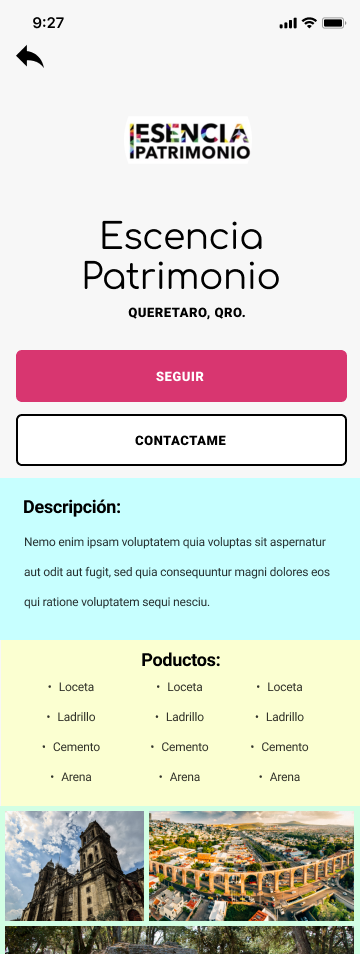 9:27
ESENCIA
PATRIMONIO
Escencia
Patrimonio
QUERETARO, QRO.
SEGUIR
CONTACTAME
Descripción:
Nemo enim ipsam voluptatem quia voluptas sit aspernatur
aut odit aut fugit, sed quia consequuntur magni dolores eos
qui ratione voluptatem sequi nesciu.
Poductos:
• Loceta • Loceta • Loceta
• Ladrillo • Ladrillo • Ladrillo
• Cemento • Cemento • Cemento
• Arena • Arena • Arena